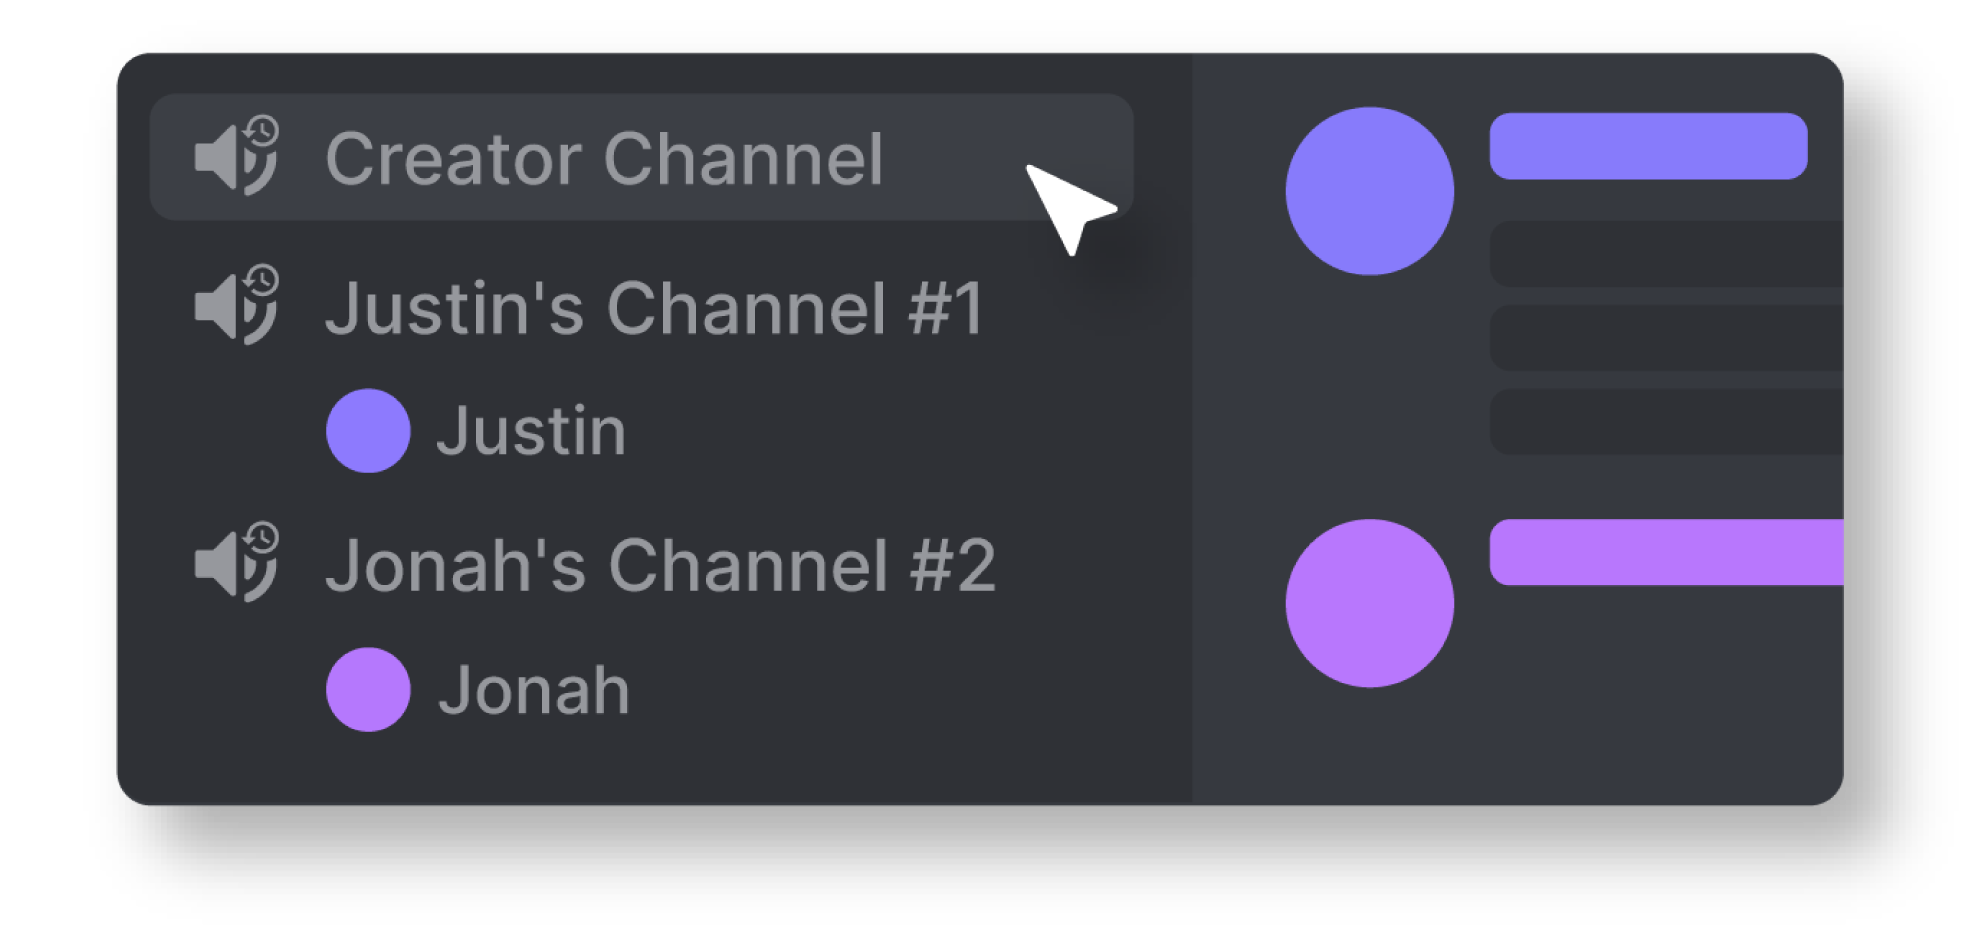 Creator Channel
Justin's Channel #1
Justin
Jonah's Channel #2
Jonah